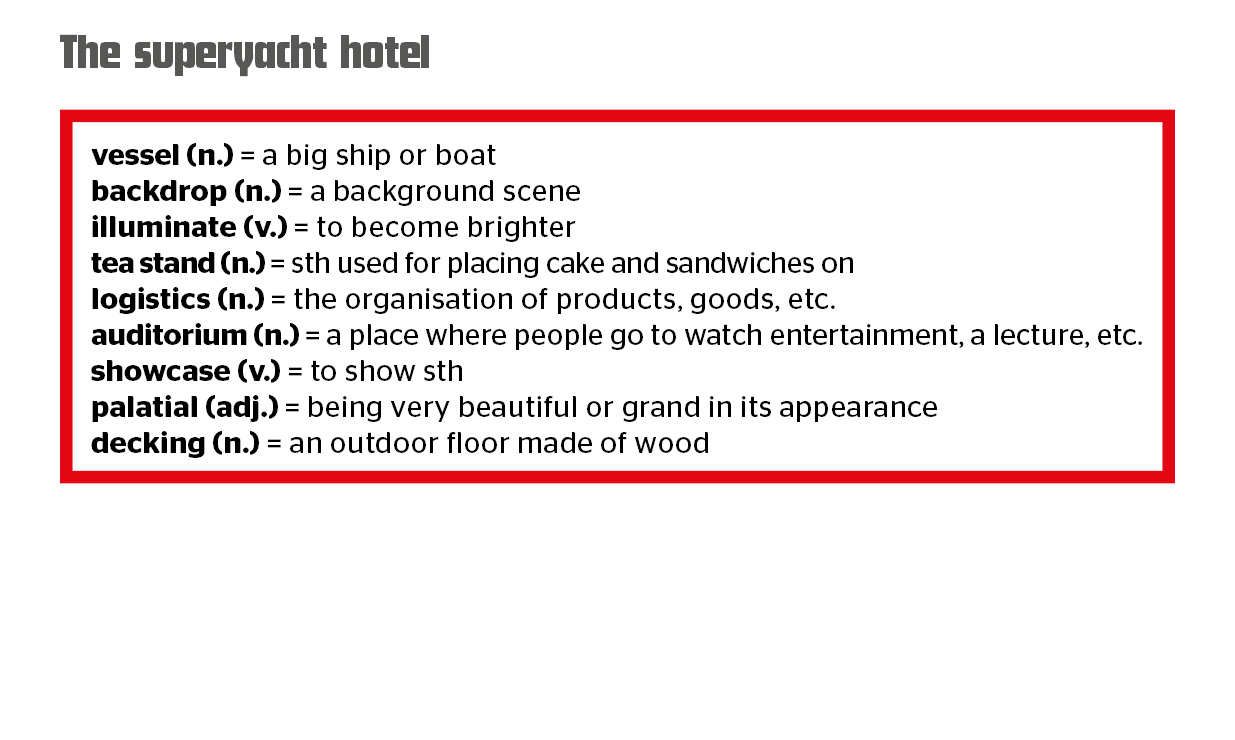 The superyacht hotel
vessel (n.) = a big ship or boat
backdrop (n.) = a background scene
illuminate (v.) = to become brighter
tea stand (n.) = sth used for placing cake and sandwiches on
logistics (n.) = the organisation of products, goods, etc.
auditorium (n.) = a place where people go to watch entertainment, a lecture, etc.
showcase (v.) = to show sth
palatial (adj.) = being very beautiful or grand in its appearance
decking (n.) = an outdoor floor made of wood